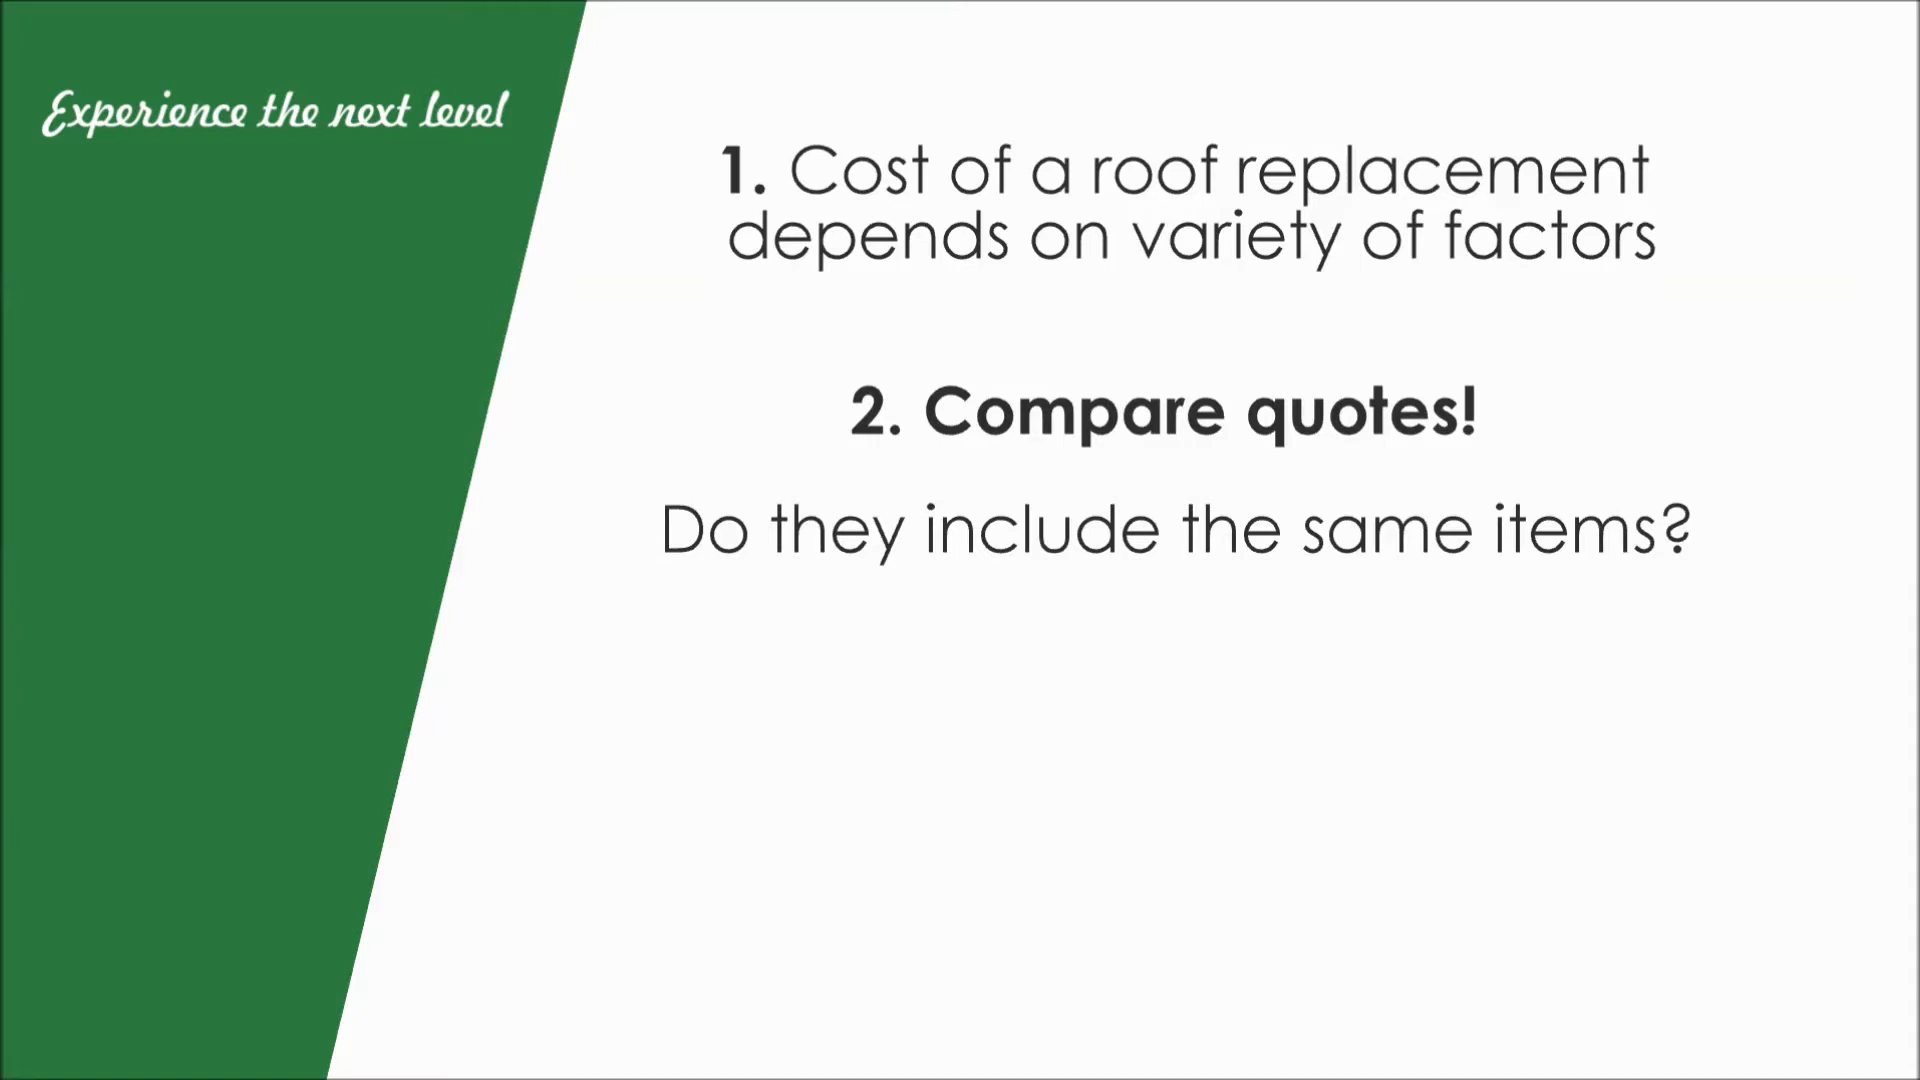 Experience the next level
1. Cost of a roof replacement
depends on variety of factors
2. Compare quotes!
Do they include the same items?